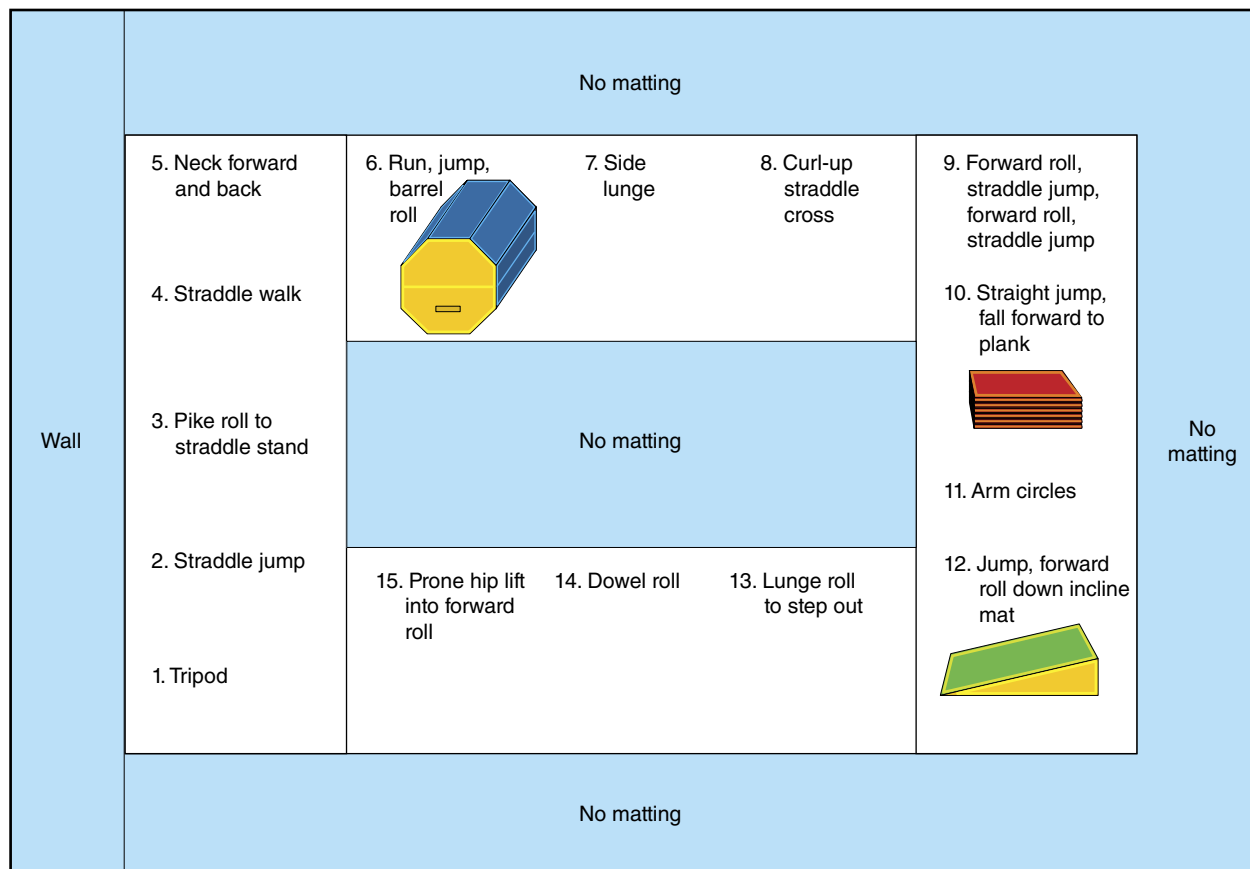 No matting
5. Neck forward
and back
6. Run, jump,
barrel
roll
7. Side
lunge
8. Curl-up
straddle
cross
9. Forward roll,
straddle jump,
forward roll,
straddle jump
4. Straddle walk
10. Straight jump,
fall forward to
plank
Wall
3. Pike roll to
straddle stand
No matting
No
matting
11. Arm circles
2. Straddle jump
15. Prone hip lift
into forward
roll
14. Dowel roll
13. Lunge roll
to step out
12. Jump, forward
roll down incline
mat
1. Tripod
No matting